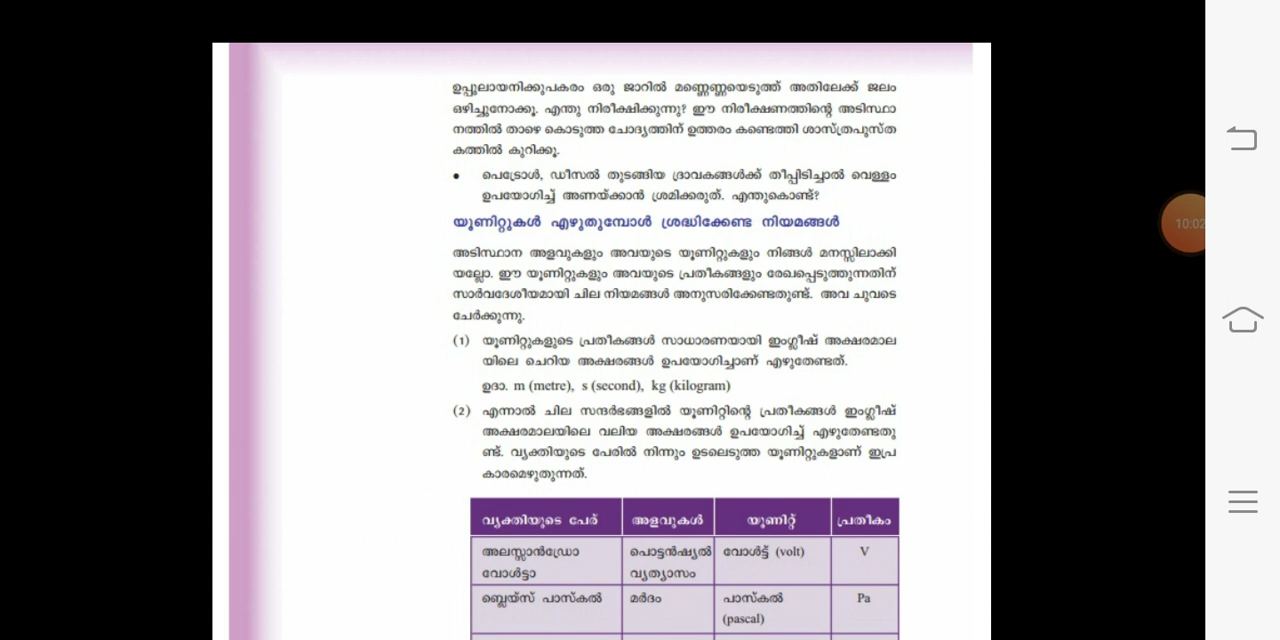 ഉപ്പുലായനിക്കുപകരം ഒരു ജാറിൽ മണ്ണെണ്ണയെടുത്ത് അതിലേക്ക് ജലം
ഒഴിച്ചുനോക്കൂ. എന്തു നിരീക്ഷിക്കുന്നു? ഈ നിരീക്ഷണത്തിന്റെ അടിസ്ഥാ
നത്തിൽ താഴെ കൊടുത്ത ചോദ്യത്തിന് ഉത്തരം കണ്ടെത്തി ശാസ്ത്രപുസ്ത
കത്തിൽ കുറിക്കൂ.
• പെട്രോൾ, ഡീസൽ തുടങ്ങിയ ദ്രാവകങ്ങൾക്ക് തീപ്പിടിച്ചാൽ വെള്ളം
ഉപയോഗിച്ച് അണയ്ക്കാൻ ശ്രമിക്കരുത്. എന്തുകൊണ്ട്?
യൂണിറ്റുകൾ എഴുതുമ്പോൾ ശ്രദ്ധിക്കേണ്ട നിയമങ്ങൾ
അടിസ്ഥാന അളവുകളും അവയുടെ യൂണിറ്റുകളും നിങ്ങൾ മനസ്സിലാക്കി
യല്ലോ. ഈ യൂണിറ്റുകളും അവയുടെ പ്രതീകങ്ങളും രേഖപ്പെടുത്തുന്നതിന്
സാർവദേശീയമായി ചില നിയമങ്ങൾ അനുസരിക്കേണ്ടതുണ്ട്. അവ ചുവടെ
ചേർക്കുന്നു.
(1) യൂണിറ്റുകളുടെ പ്രതീകങ്ങൾ സാധാരണയായി ഇംഗ്ലീഷ് അക്ഷരമാല
യിലെ ചെറിയ അക്ഷരങ്ങൾ ഉപയോഗിച്ചാണ് എഴുതേണ്ടത്.
ഉദാ. m (metre), s (second), kg (kilogram)
(2) എന്നാൽ ചില സന്ദർഭങ്ങളിൽ യൂണിറ്റിന്റെ പ്രതീകങ്ങൾ ഇംഗ്ലീഷ്
അക്ഷരമാലയിലെ വലിയ അക്ഷരങ്ങൾ ഉപയോഗിച്ച് എഴുതേണ്ടതു
ണ്ട്. വ്യക്തിയുടെ പേരിൽ നിന്നും ഉടലെടുത്ത യൂണിറ്റുകളാണ് ഇപ്ര
കാരമെഴുതുന്നത്.
വ്യക്തിയുടെ പേര് അളവുകൾ യൂണിറ്റ് പ്രതീകം
അലസ്സാൻഡ്രോ പൊട്ടൻഷ്യൽ വോൾട്ട് (volt) V
വോൾട്ടാ വ്യത്യാസം
ബ്ലെയ്സ് പാസ്കൽ മർദം പാസ്കൽ Pa
(pascal)
10:02